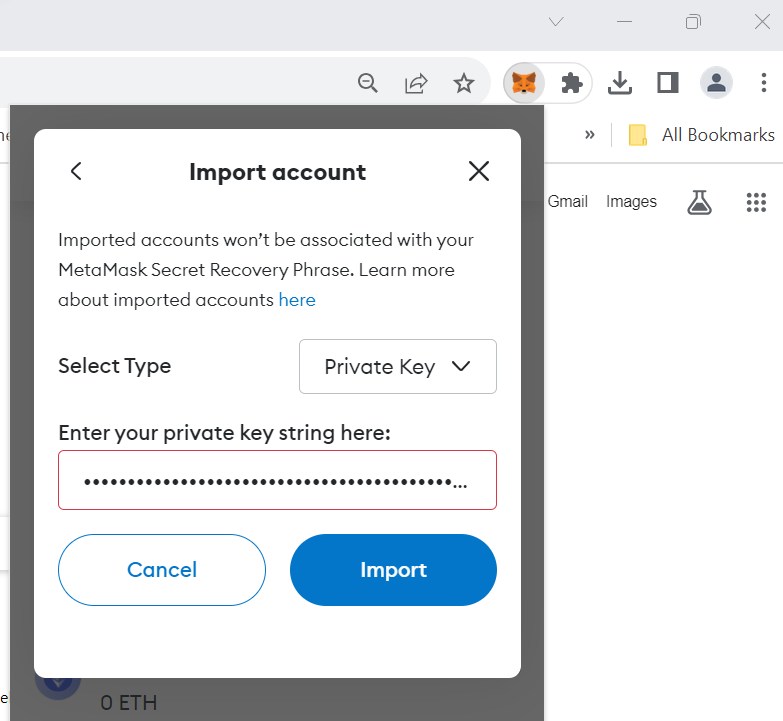 »
All Bookmarks
Import account
Gmail
Images
Imported accounts won’t be associated with your
MetaMask Secret Recovery Phrase. Learn more
about imported accounts here
Select Type
Private Key
Enter your private key string here:
••••••••••••••••••••••••••••••••••••••••••...
Cancel
Import
0 ETH